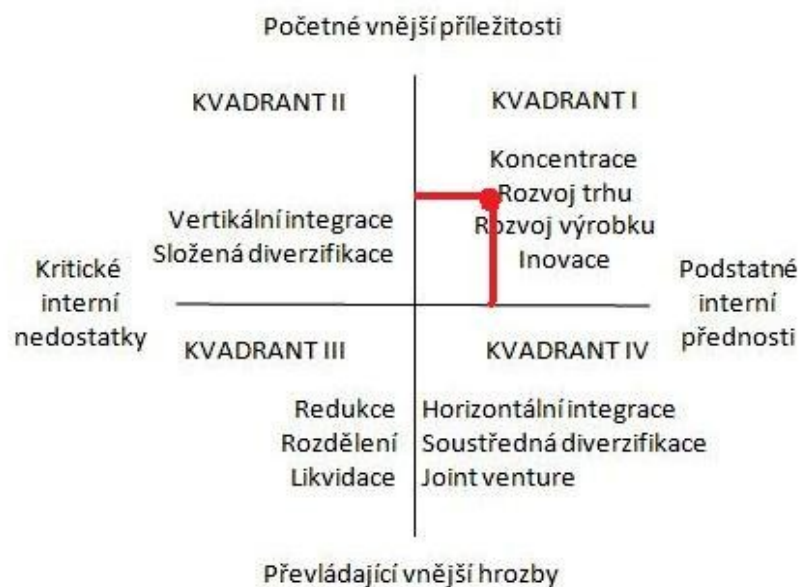 Početné vnější příležitosti
KVADRANT II
KVADRANT I
Koncentrace
Rozvoj trhu
Rozvoj výrobku
Inovace
Vertikální integrace
Složená diverzifikace
Kritické
interní
nedostatky
Podstatné
interní
přednosti
KVADRANT III
KVADRANT IV
Redukce
Rozdělení
Likvidace
Horizontální integrace
Soustředná diverzifikace
Joint venture
Převládající vnější hrozby